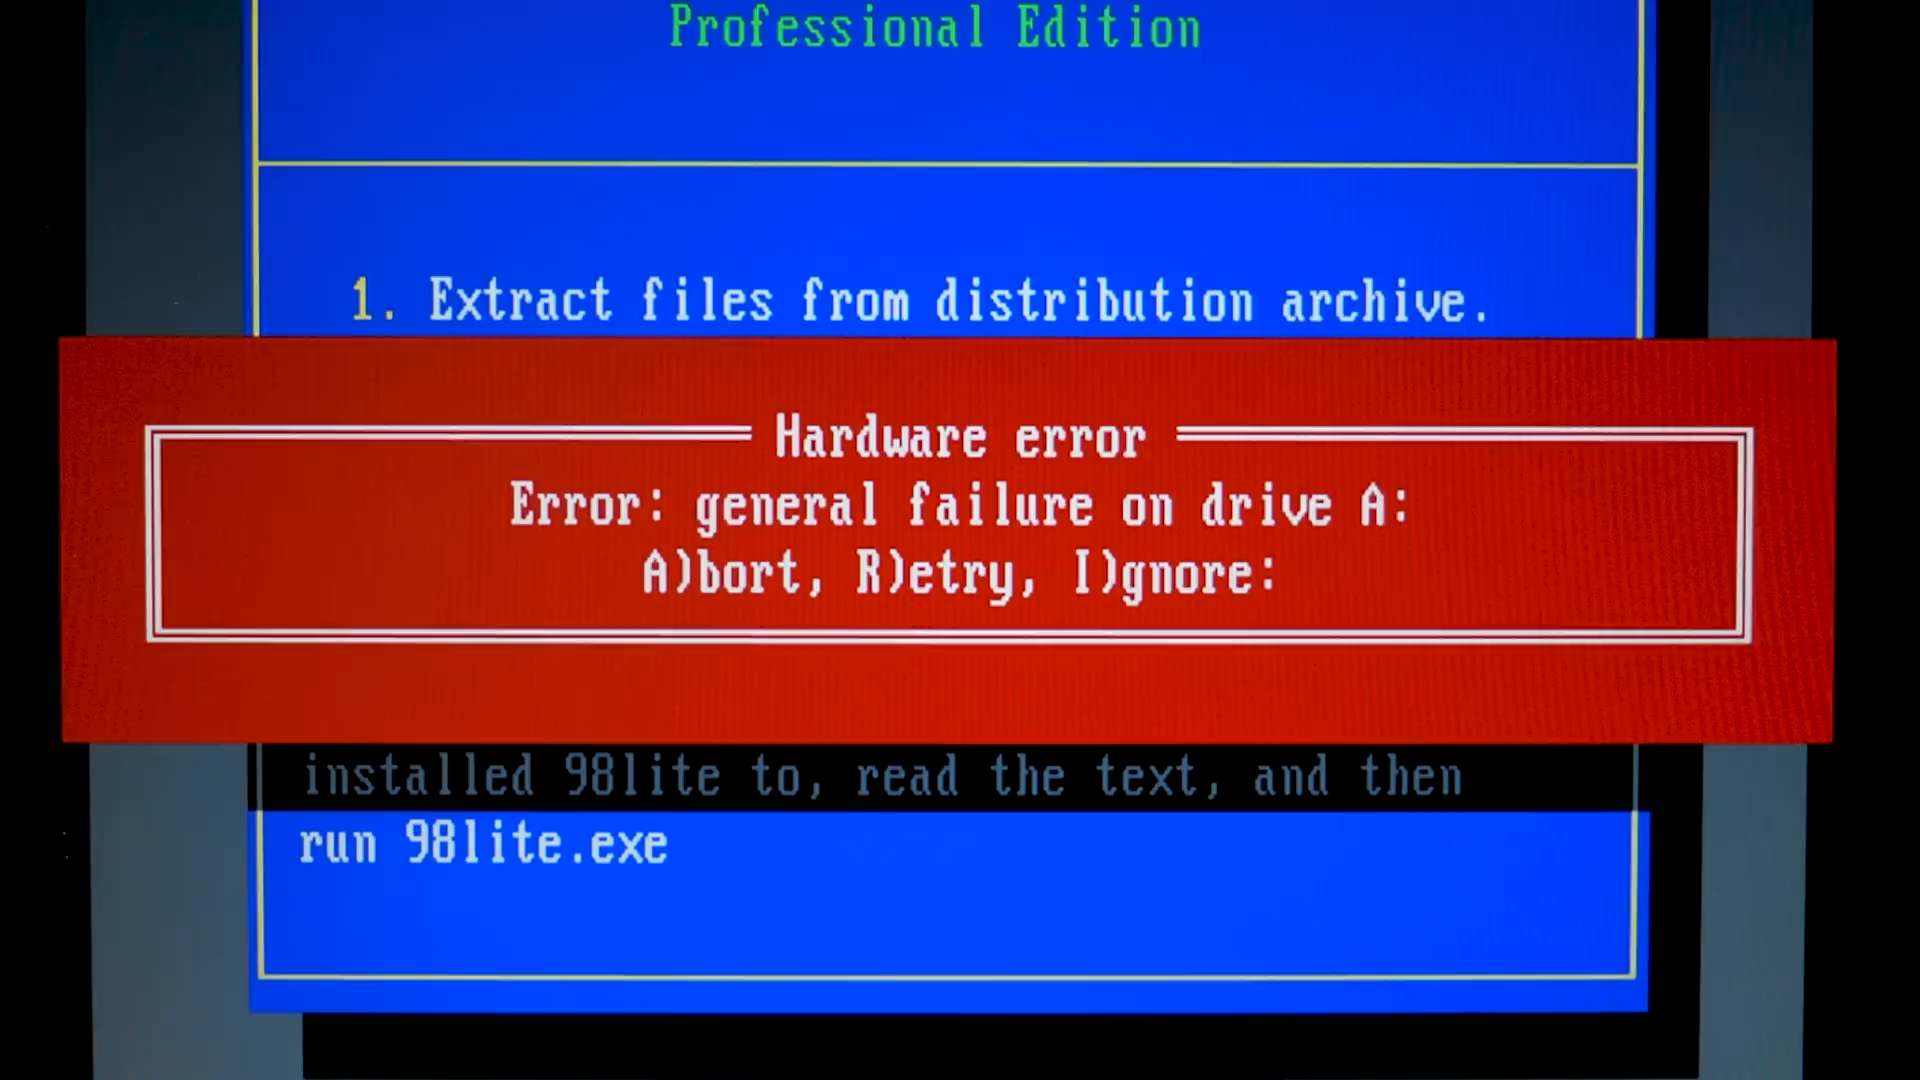 Professional Edition
1. Extract files from distribution archive.
Hardware error
Error: general failure on drive A:
A)bort, R)etry, I)gnore:
installed 98lite to, read the text, and then
run 98lite.exe